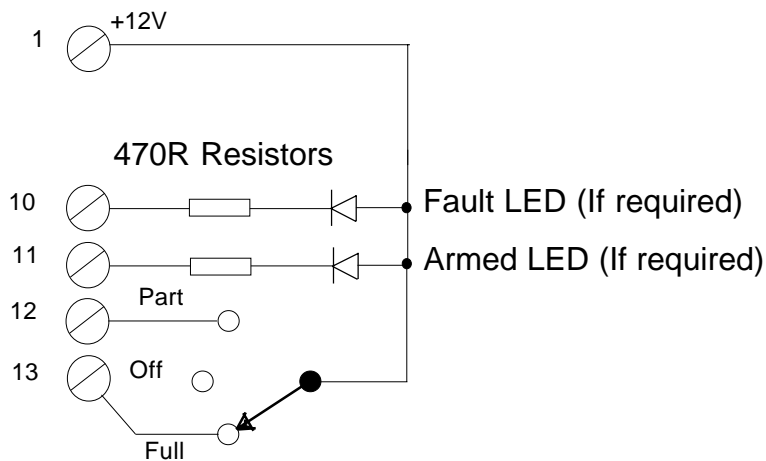 +12V
1
470R Resistors
10
Fault LED (If required)
11
Armed LED (If required)
Part
12
Off
13
Full